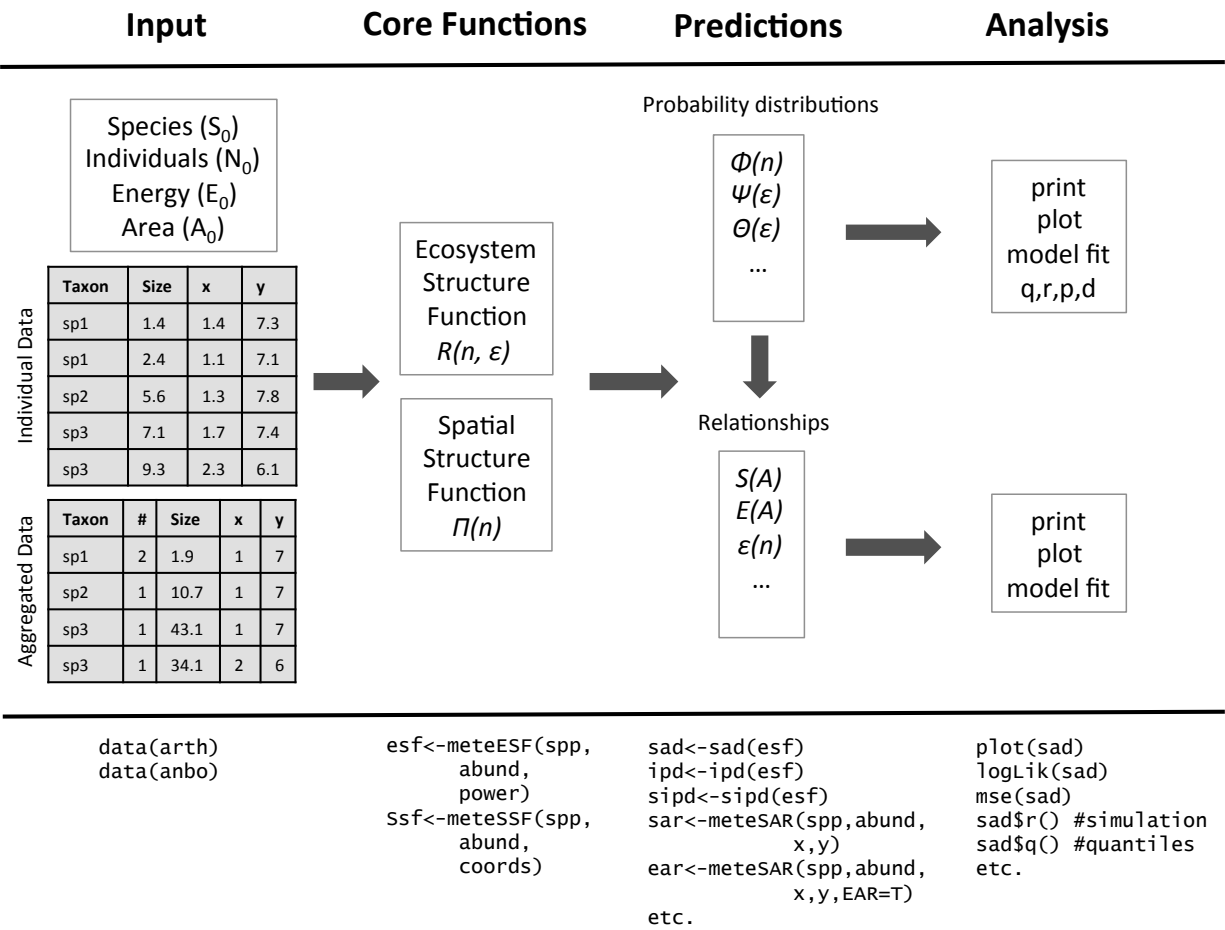 Input Core Functions Predictions Analysis
Species (S₀)
Individuals (N₀)
Energy (E₀)
Area (A₀)
Individual Data
Taxon Size x y
sp1 1.4 1.4 7.3
sp1 2.4 1.1 7.1
sp2 5.6 1.3 7.8
sp3 7.1 1.7 7.4
sp3 9.3 2.3 6.1
Aggregated Data
Taxon # Size x y
sp1 2 1.9 1 7
sp2 1 10.7 1 7
sp3 1 43.1 1 7
sp3 1 34.1 2 6
Ecosystem
Structure
Function
R(n, ε)
Spatial
Structure
Function
Π(n)
Probability distributions
Φ(n)
Ψ(ε)
Θ(ε)
...
Relationships
S(A)
E(A)
ε(n)
...
print
plot
model fit
q,r,p,d
print
plot
model fit
data(arth)
data(anbo)
esf<-meteESF(spp,
abund,
power)
Ssf<-meteSSF(spp,
abund,
coords)
sad<-sad(esf)
ipd<-ipd(esf)
sipd<-sipd(esf)
sar<-meteSAR(spp,abund,
x,y)
ear<-meteSAR(spp,abund,
x,y,EAR=T)
etc.
plot(sad)
logLik(sad)
mse(sad)
sad$r() #simulation
sad$q() #quantiles
etc.